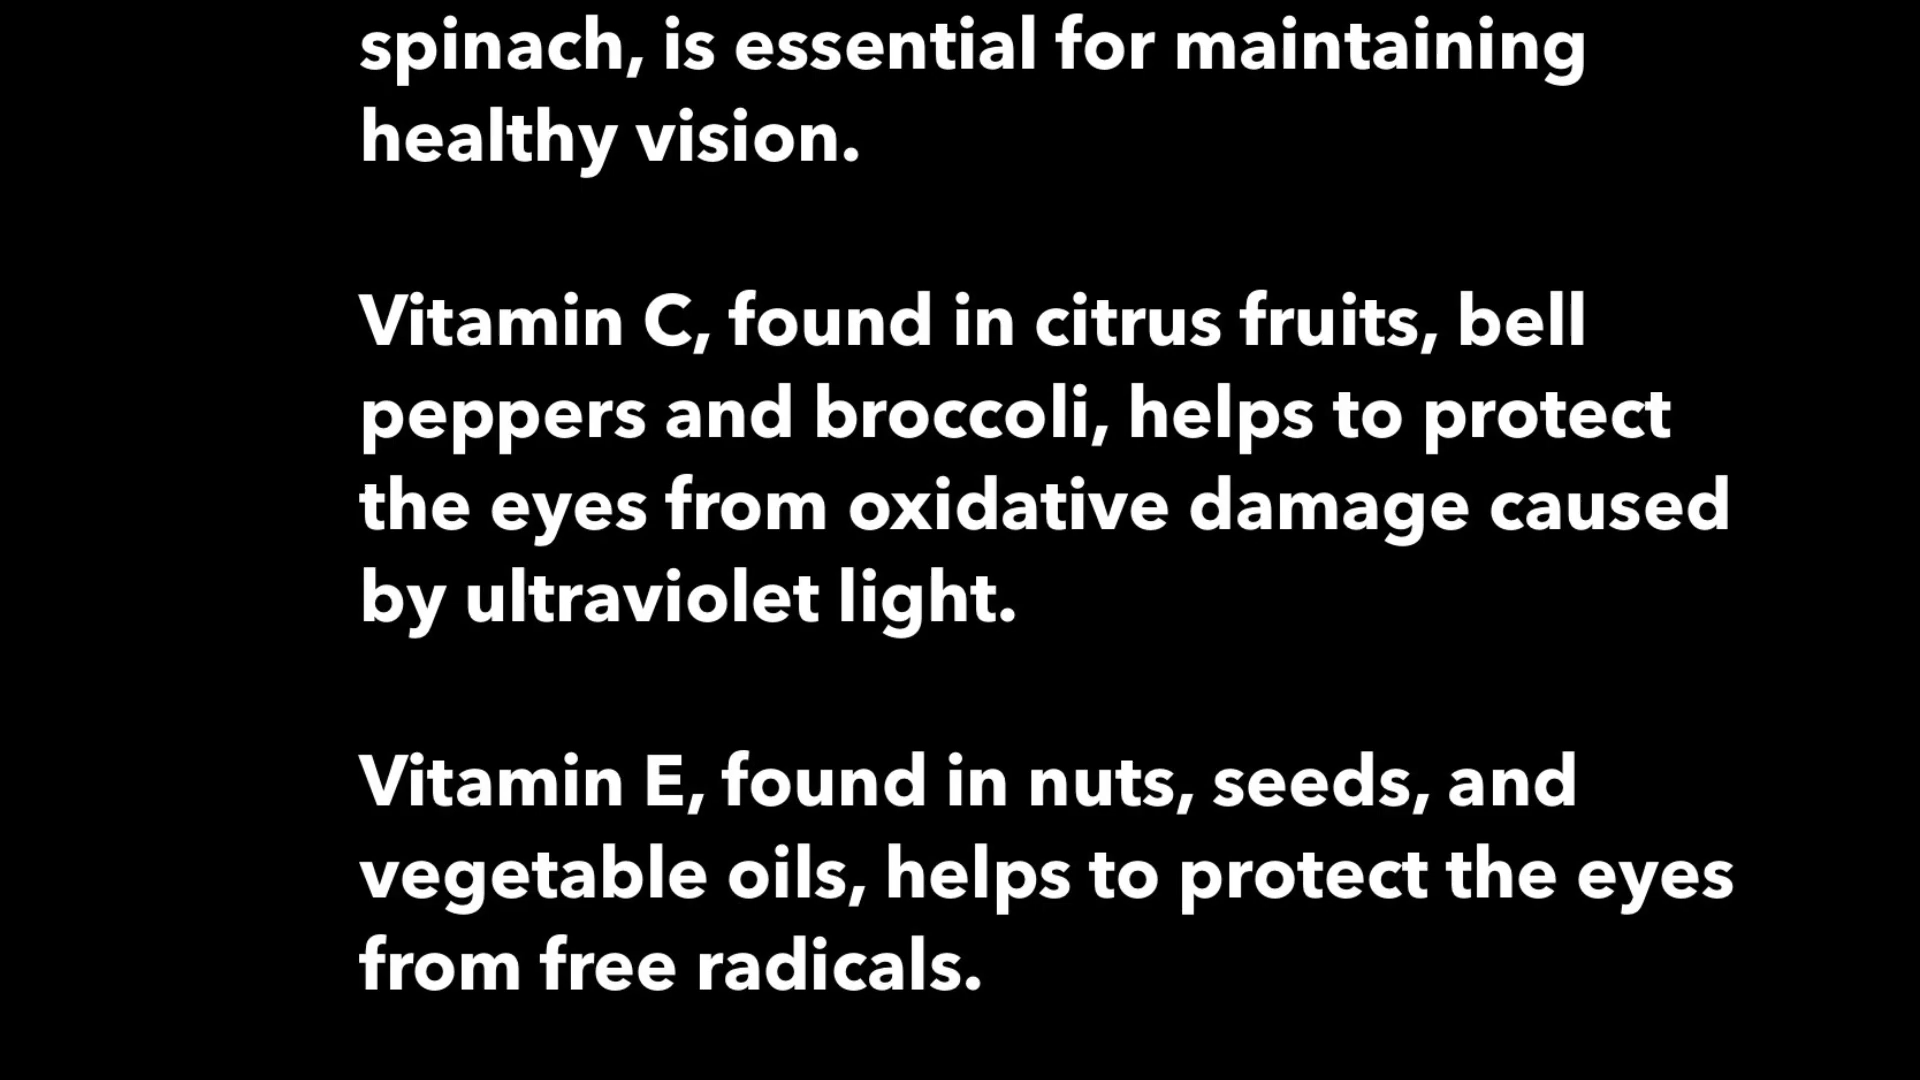 spinach, is essential for maintaining
healthy vision.
Vitamin C, found in citrus fruits, bell
peppers and broccoli, helps to protect
the eyes from oxidative damage caused
by ultraviolet light.
Vitamin E, found in nuts, seeds, and
vegetable oils, helps to protect the eyes
from free radicals.